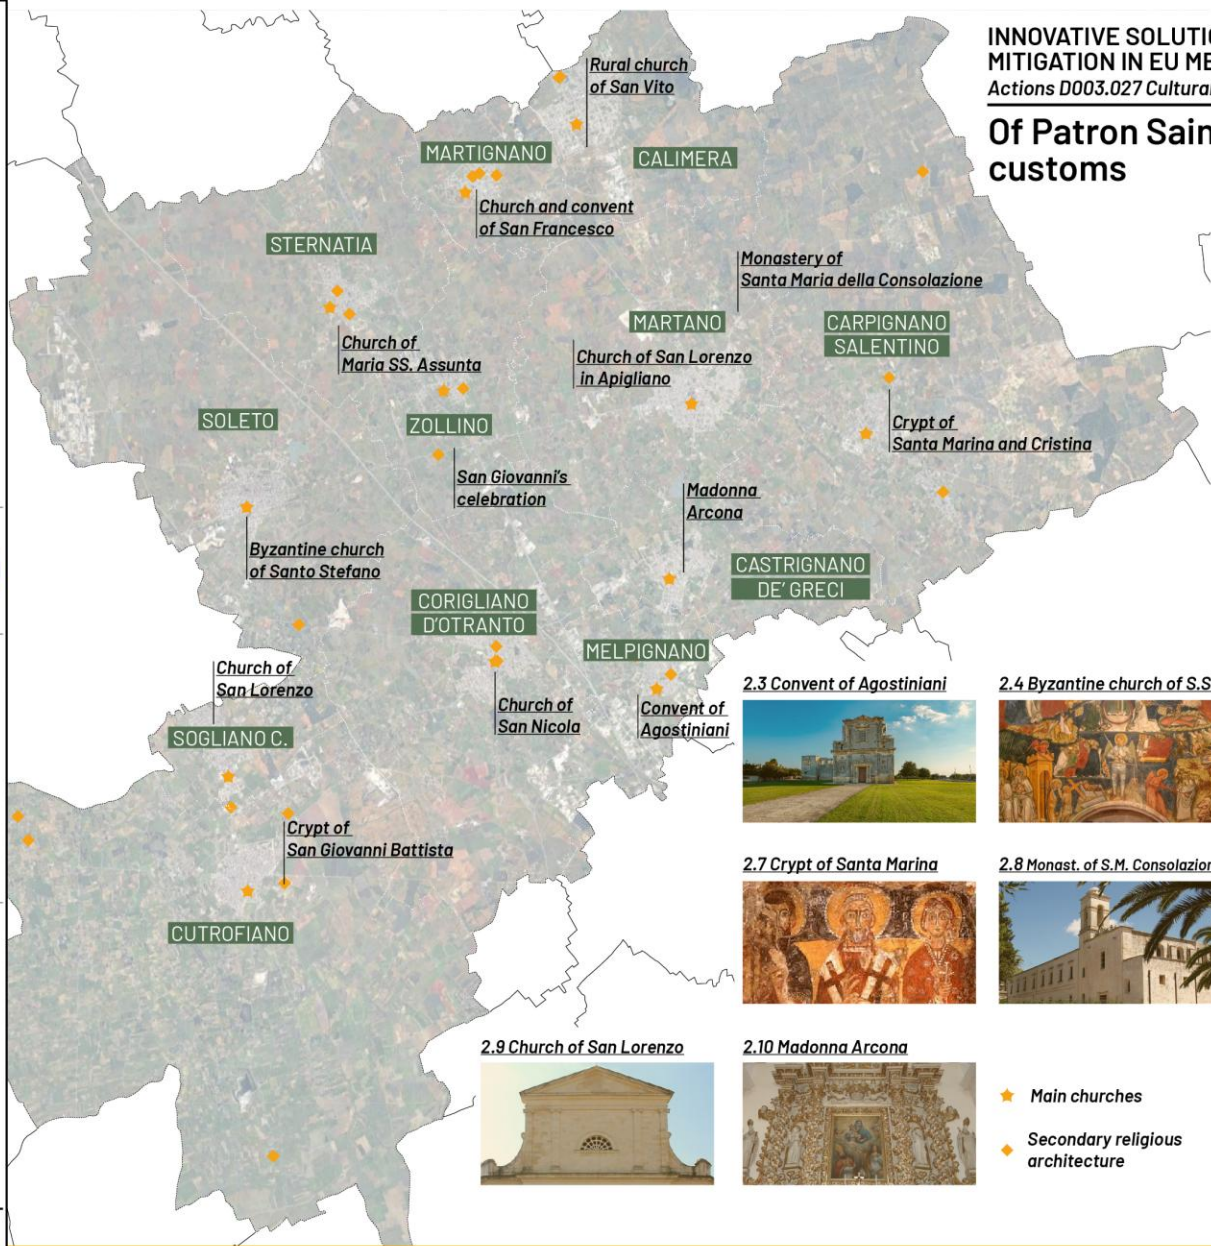 INNOVATIVE SOLUTIO
MITIGATION IN EU ME
Actions D003.027 Cultura
Of Patron Sain
customs
Rural church
of San Vito
MARTIGNANO
CALIMERA
Church and convent
of San Francesco
STERNATIA
Monastery of
Santa Maria della Consolazione
MARTANO
CARPIGNANO
SALENTINO
Church of
Maria SS. Assunta
Church of San Lorenzo
in Apigliano
SOLETO
ZOLLINO
Crypt of
Santa Marina and Cristina
San Giovanni's
celebration
Madonna
Arcona
Byzantine church
of Santo Stefano
CASTRIGNANO
DE' GRECI
CORIGLIANO
D'OTRANTO
MELPIGNANO
Church of
San Lorenzo
Church of
San Nicola
Convent of
Agostiniani
SOGLIANO C.
Crypt of
San Giovanni Battista
CUTROFIANO
2.3 Convent of Agostiniani
2.4 Byzantine church of S.S
2.7 Crypt of Santa Marina
2.8 Monast. of S.M. Consolazion
2.9 Church of San Lorenzo
2.10 Madonna Arcona
Main churches
Secondary religious
architecture